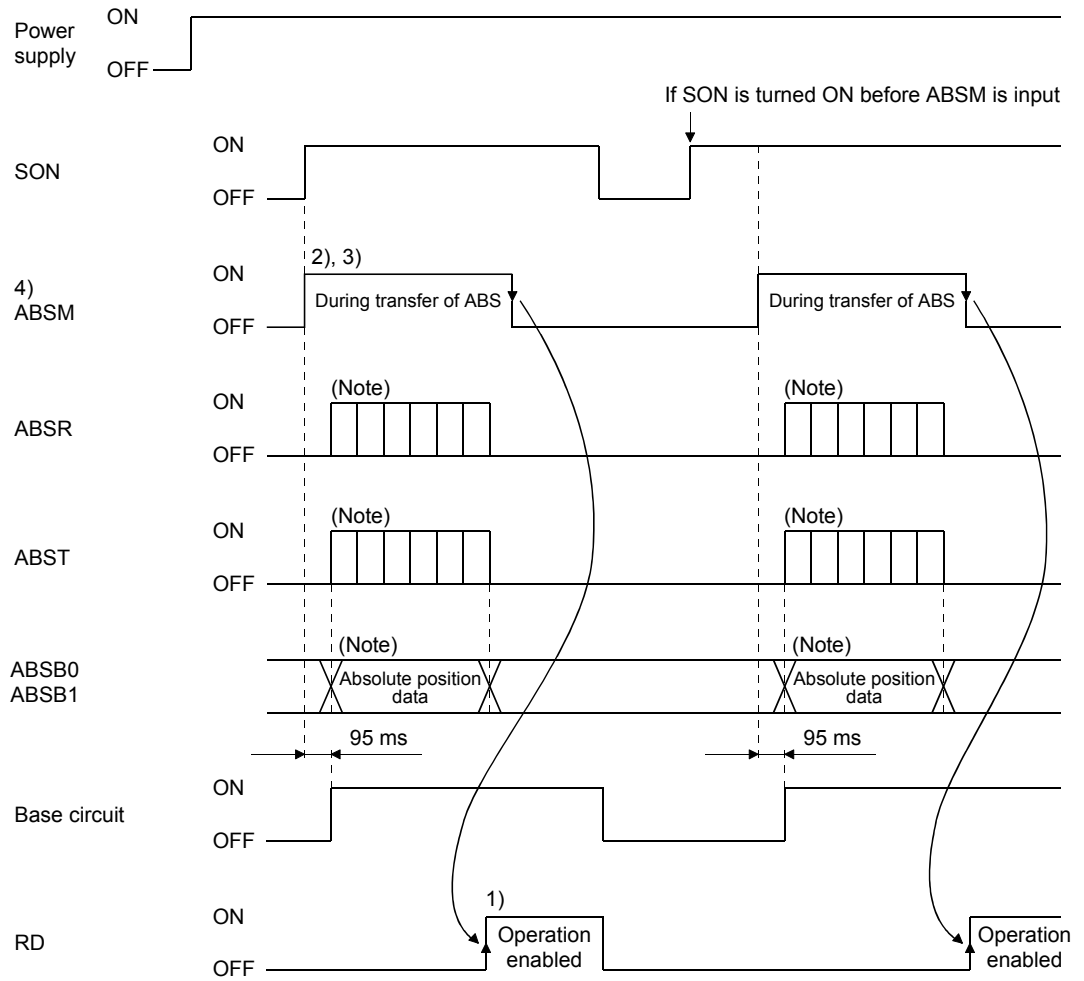 Power
supply
ON
OFF
If SON is turned ON before ABSM is input
SON
ON
OFF
4)
ABSM
ON
OFF
2), 3)
During transfer of ABS
During transfer of ABS
ABSR
ON
OFF
(Note)
(Note)
ABST
ON
OFF
(Note)
(Note)
ABSB0
ABSB1
(Note)
Absolute position
data
(Note)
Absolute position
data
95 ms
95 ms
Base circuit
ON
OFF
RD
ON
OFF
1)
Operation
enabled
Operation
enabled